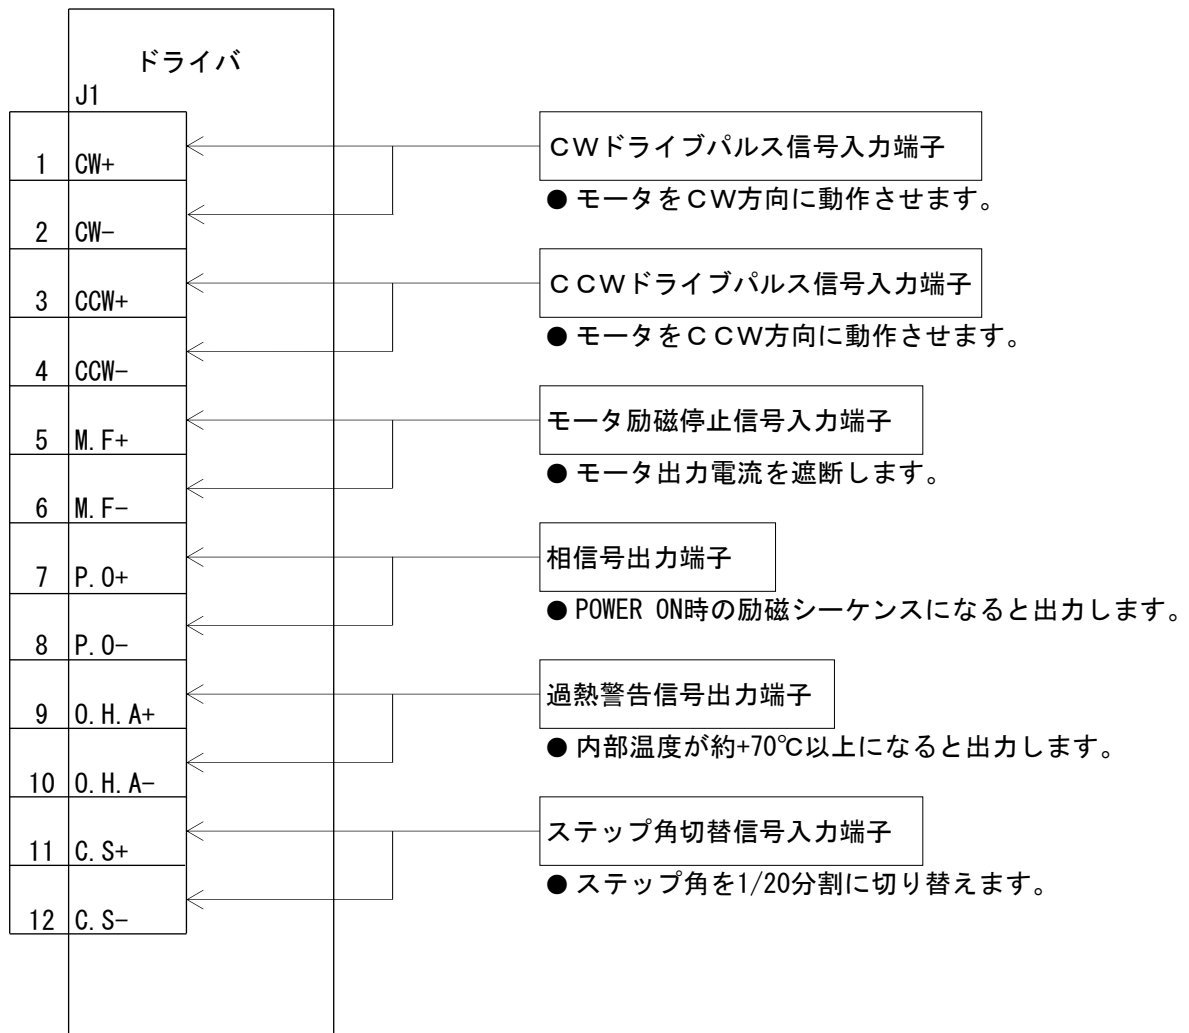 ドライバ
J1
1 CW+
2 CW-
3 CCW+
4 CCW-
5 M.F+
6 M.F-
7 P.O+
8 P.O-
9 O.H.A+
10 O.H.A-
11 C.S+
12 C.S-
CWドライブパルス信号入力端子
● モータをCW方向に動作させます。
CCWドライブパルス信号入力端子
● モータをCCW方向に動作させます。
モータ励磁停止信号入力端子
● モータ出力電流を遮断します。
相信号出力端子
● POWER ON時の励磁シーケンスになると出力します。
過熱警告信号出力端子
● 内部温度が約+70℃以上になると出力します。
ステップ角切替信号入力端子
● ステップ角を1/20分割に切り替えます。